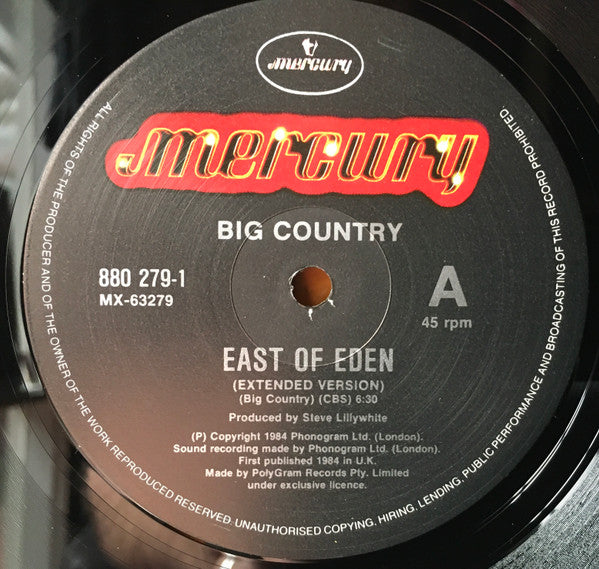 mercury
mercury
BIG COUNTRY
880 279-1
MX-63279
A
45 rpm
EAST OF EDEN
(EXTENDED VERSION)
(Big Country) (CBS) 6:30
Produced by Steve Lillywhite
(P) Copyright 1984 Phonogram Ltd. (London).
Sound recording made by Phonogram Ltd. (London).
First published 1984 in U.K.
Made by PolyGram Records Pty. Limited
under exclusive licence.
ALL RIGHTS OF THE PRODUCER AND OF THE OWNER OF THE WORK REPRODUCED RESERVED. UNAUTHORISED COPYING, HIRING, LENDING, PUBLIC PERFORMANCE AND BROADCASTING OF THIS RECORD PROHIBITED